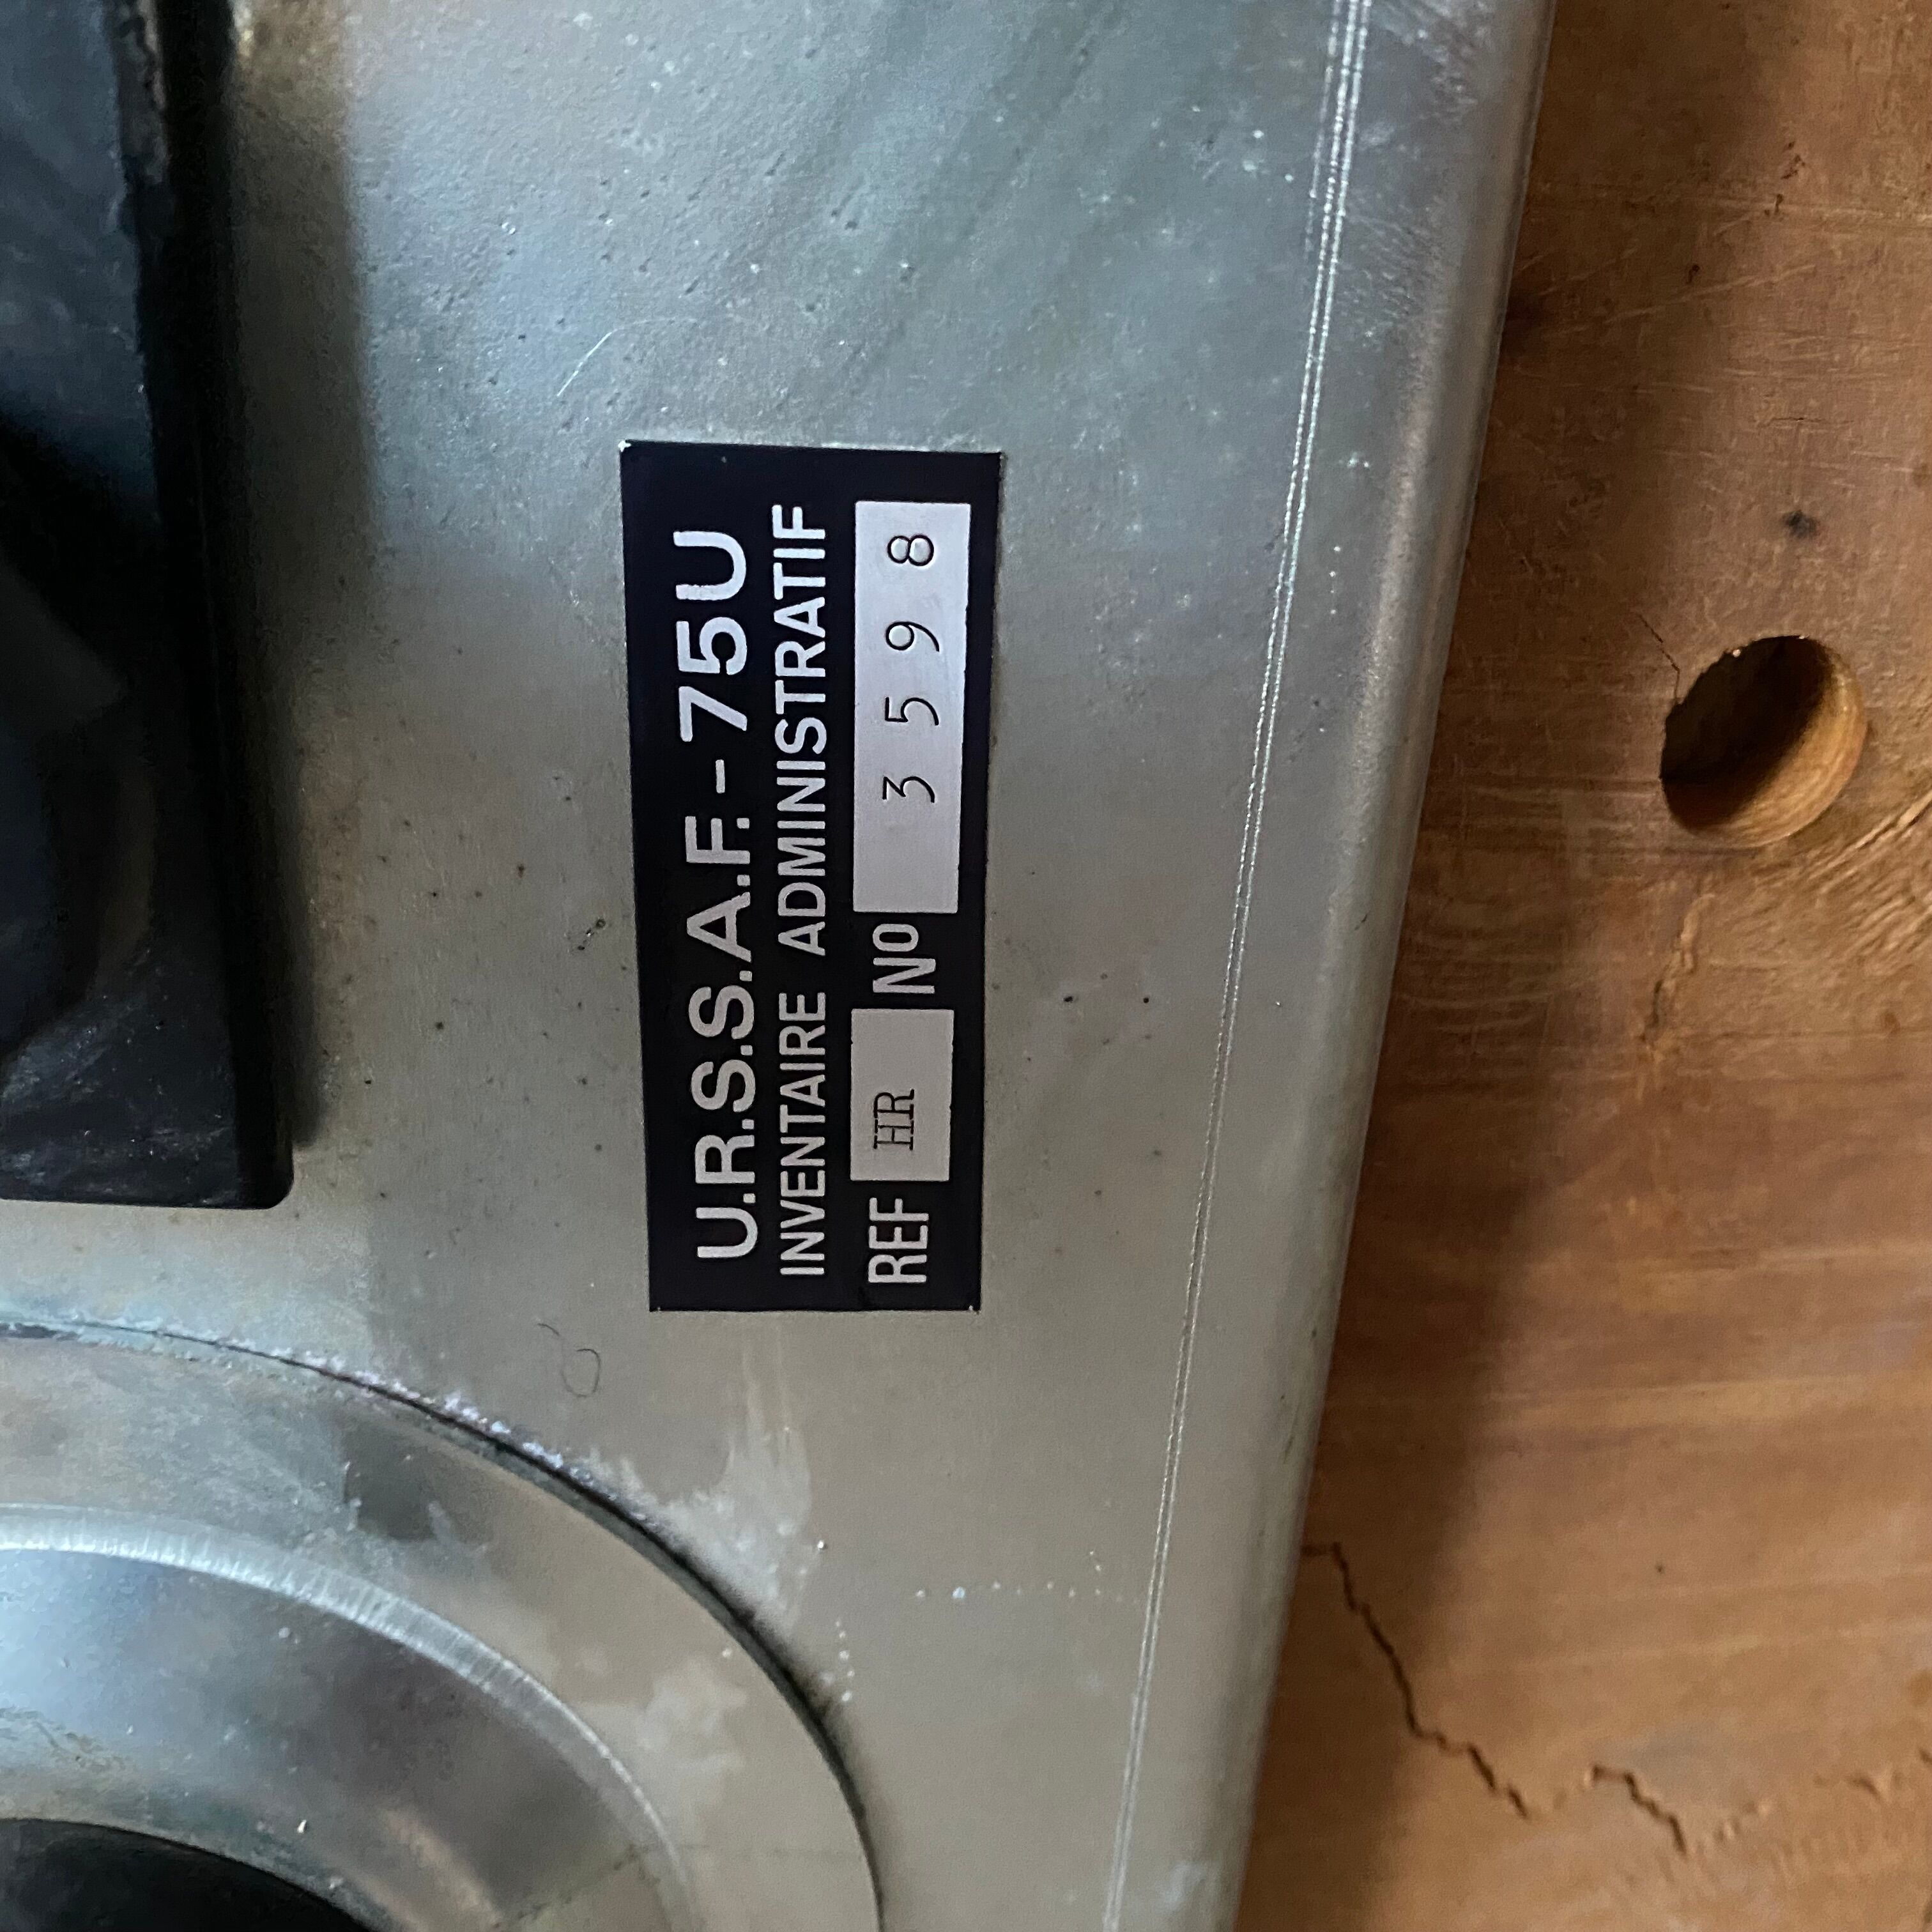 U.R.S.S.A.F.-75U
INVENTAIRE ADMINISTRATIF
REF HR Nº 3598